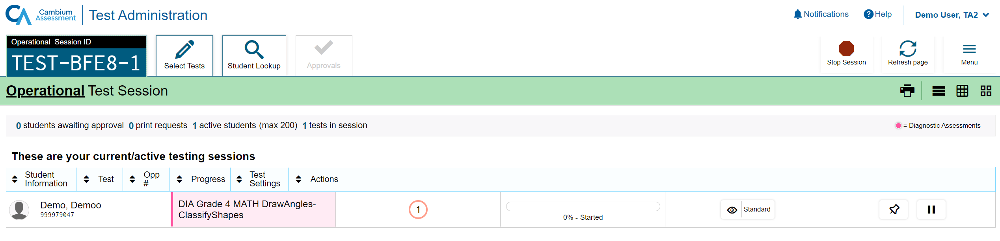 Cambium
Assessment
Test Administration
Notifications
Help
Demo User, TA2
Operational Session ID
TEST-BFE8-1
Select Tests
Student Lookup
Approvals
Stop Session
Refresh page
Menu
Operational Test Session
0 students awaiting approval 0 print requests 1 active students (max 200) 1 tests in session
= Diagnostic Assessments
These are your current/active testing sessions
Student
Information
Test
Opp
#
Progress
Test
Settings
Actions
Demo, Demoo
999979047
DIA Grade 4 MATH DrawAngles-
ClassifyShapes
1
0% - Started
Standard